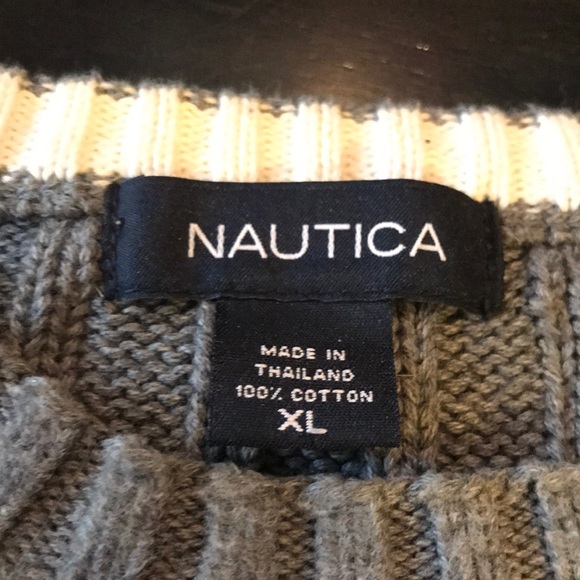 NAUTICA
MADE IN
THAILAND
100% COTTON
XL